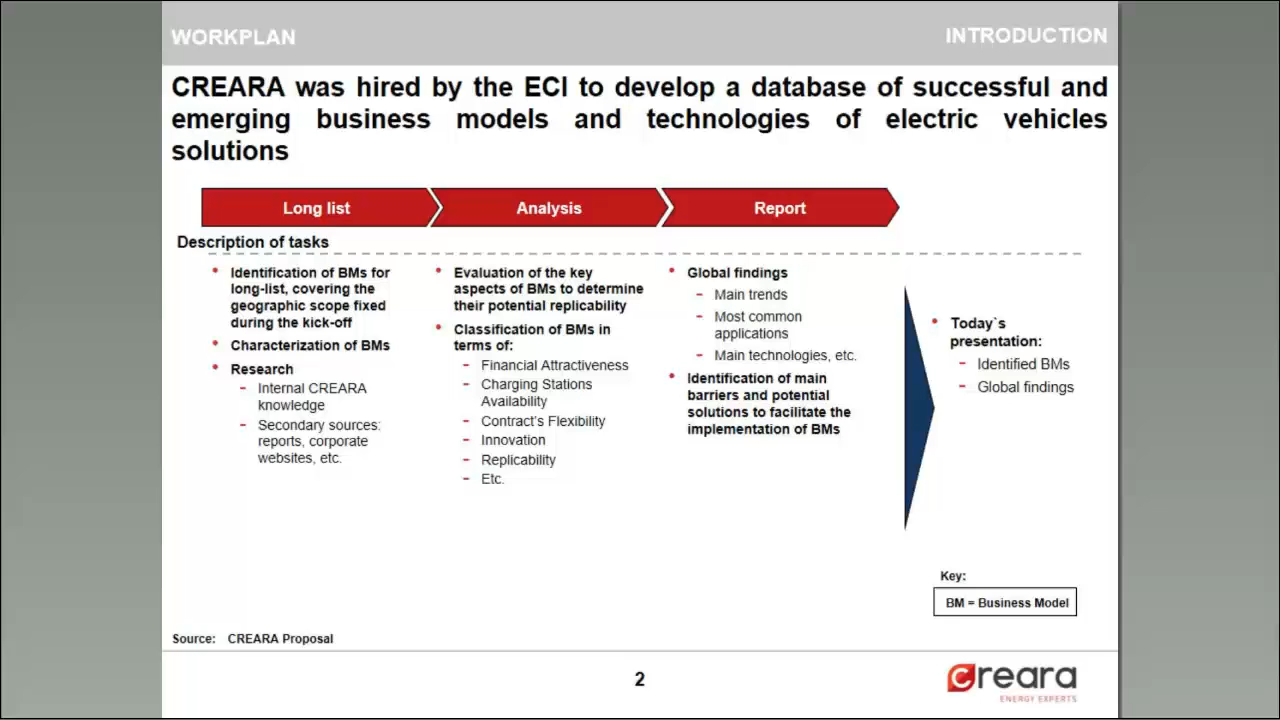 WORKPLAN
INTRODUCTION
CREARA was hired by the ECI to develop a database of successful and
emerging business models and technologies of electric vehicles
solutions
Long list
Analysis
Report
Description of tasks
• Identification of BMs for
long-list, covering the
geographic scope fixed
during the kick-off
• Characterization of BMs
• Research
- Internal CREARA
knowledge
- Secondary sources:
reports, corporate
websites, etc.
• Evaluation of the key
aspects of BMs to determine
their potential replicability
• Classification of BMs in
terms of:
- Financial Attractiveness
- Charging Stations
Availability
- Contract's Flexibility
- Innovation
- Replicability
- Etc.
• Global findings
- Main trends
- Most common
applications
- Main technologies, etc.
• Identification of main
barriers and potential
solutions to facilitate the
implementation of BMs
• Today`s
presentation:
- Identified BMs
- Global findings
Key:
BM = Business Model
Source: CREARA Proposal
2
creara
ENERGY EXPERTS